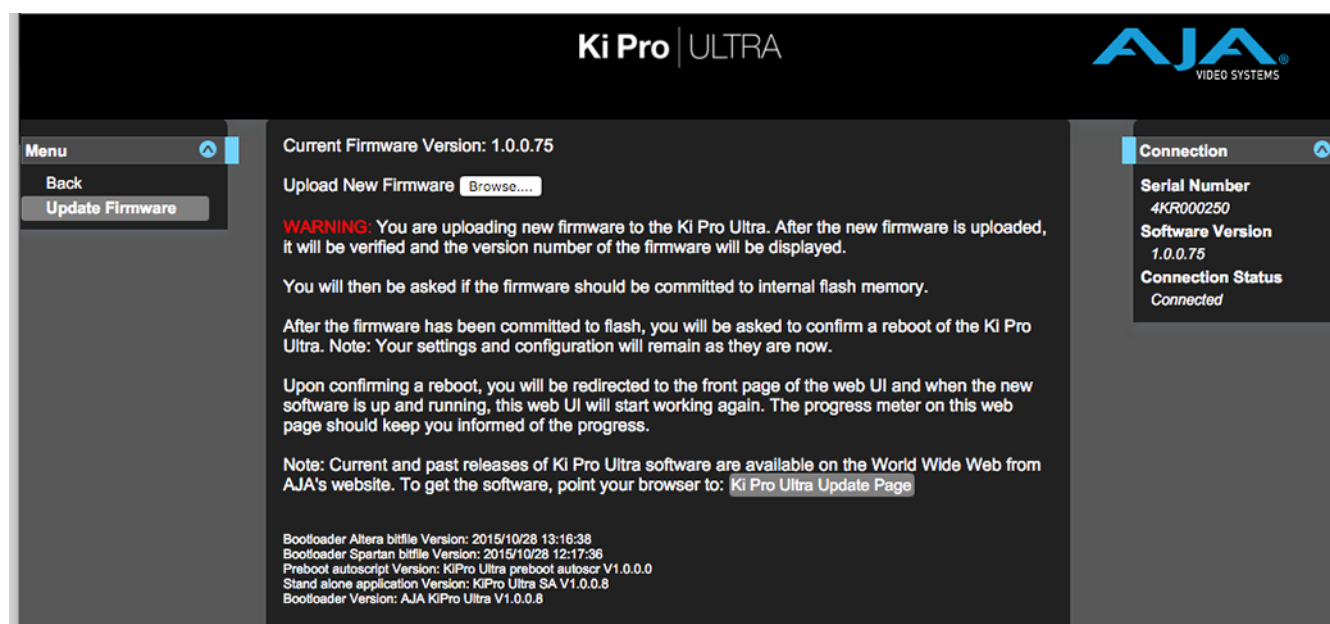 Ki Pro ULTRA
AJA®
VIDEO SYSTEMS
Menu
Back
Update Firmware
Current Firmware Version: 1.0.0.75
Upload New Firmware Browse....
WARNING: You are uploading new firmware to the Ki Pro Ultra. After the new firmware is uploaded,
it will be verified and the version number of the firmware will be displayed.
You will then be asked if the firmware should be committed to internal flash memory.
After the firmware has been committed to flash, you will be asked to confirm a reboot of the Ki Pro
Ultra. Note: Your settings and configuration will remain as they are now.
Upon confirming a reboot, you will be redirected to the front page of the web UI and when the new
software is up and running, this web UI will start working again. The progress meter on this web
page should keep you informed of the progress.
Note: Current and past releases of Ki Pro Ultra software are available on the World Wide Web from
AJA's website. To get the software, point your browser to: Ki Pro Ultra Update Page
Bootloader Altera bitfile Version: 2015/10/28 13:16:38
Bootloader Spartan bitfile Version: 2015/10/28 12:17:36
Preboot autoscript Version: KiPro Ultra preboot autoscr V1.0.0.0
Stand alone application Version: KiPro Ultra SA V1.0.0.8
Bootloader Version: AJA KiPro Ultra V1.0.0.8
Connection
Serial Number
4KR000250
Software Version
1.0.0.75
Connection Status
Connected